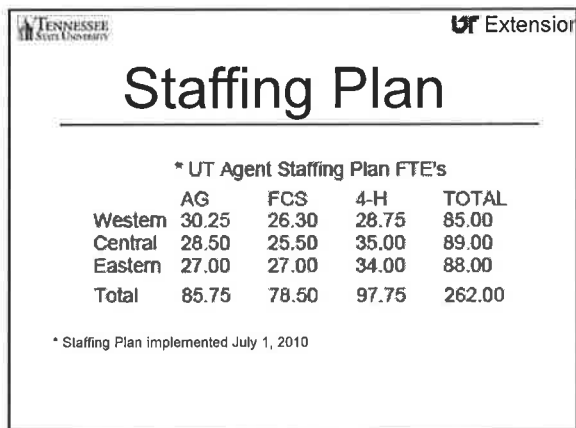 TENNESSEE
STATE UNIVERSITY
UT Extension
Staffing Plan
* UT Agent Staffing Plan FTE's
AG FCS 4-H TOTAL
Western 30.25 26.30 28.75 85.00
Central 28.50 25.50 35.00 89.00
Eastern 27.00 27.00 34.00 88.00
Total 85.75 78.50 97.75 262.00
* Staffing Plan implemented July 1, 2010